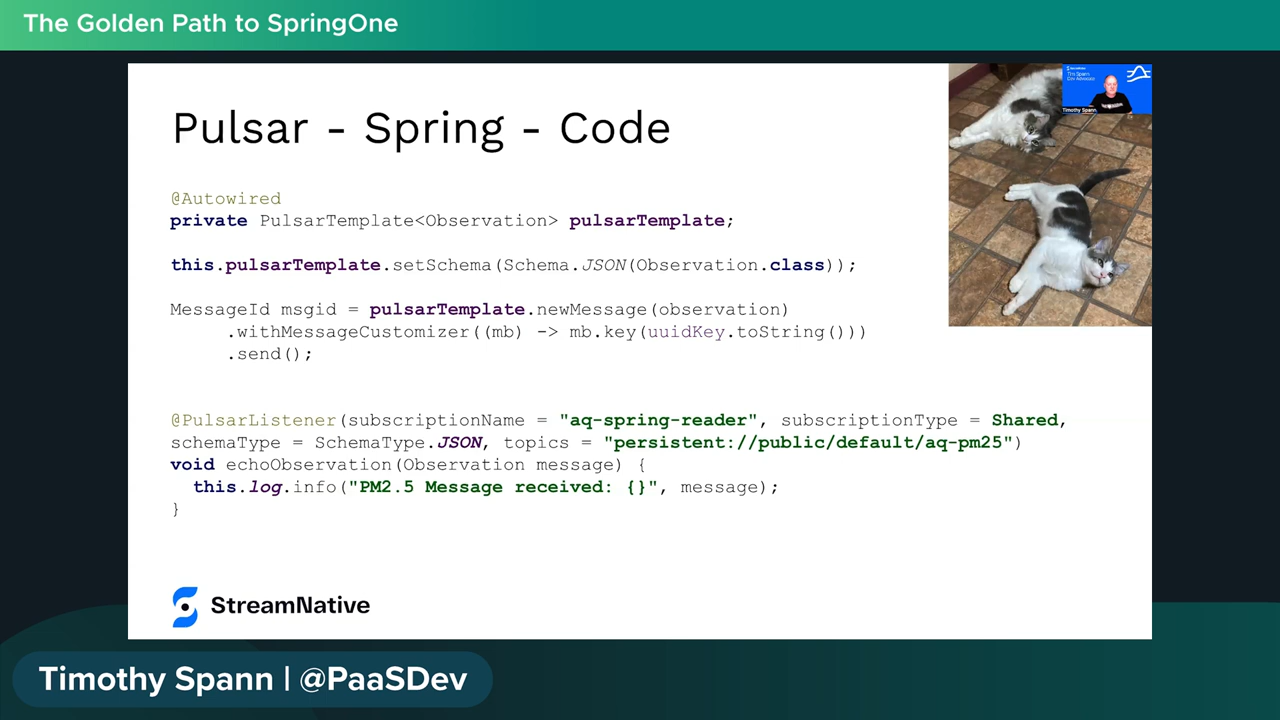 The Golden Path to SpringOne
Pulsar - Spring - Code
StreamNative
Tim Spann
Dev Advocate
Timothy Spann
@Autowired
private PulsarTemplate<Observation> pulsarTemplate;
this.pulsarTemplate.setSchema(Schema.JSON(Observation.class));
MessageId msgid = pulsarTemplate.newMessage(observation)
.withMessageCustomizer((mb) -> mb.key(uuidKey.toString()))
.send();
@PulsarListener(subscriptionName = "aq-spring-reader", subscriptionType = Shared,
schemaType = SchemaType.JSON, topics = "persistent://public/default/aq-pm25")
void echoObservation(Observation message) {
this.log.info("PM2.5 Message received: {}", message);
}
StreamNative
Timothy Spann | @PaaSDev